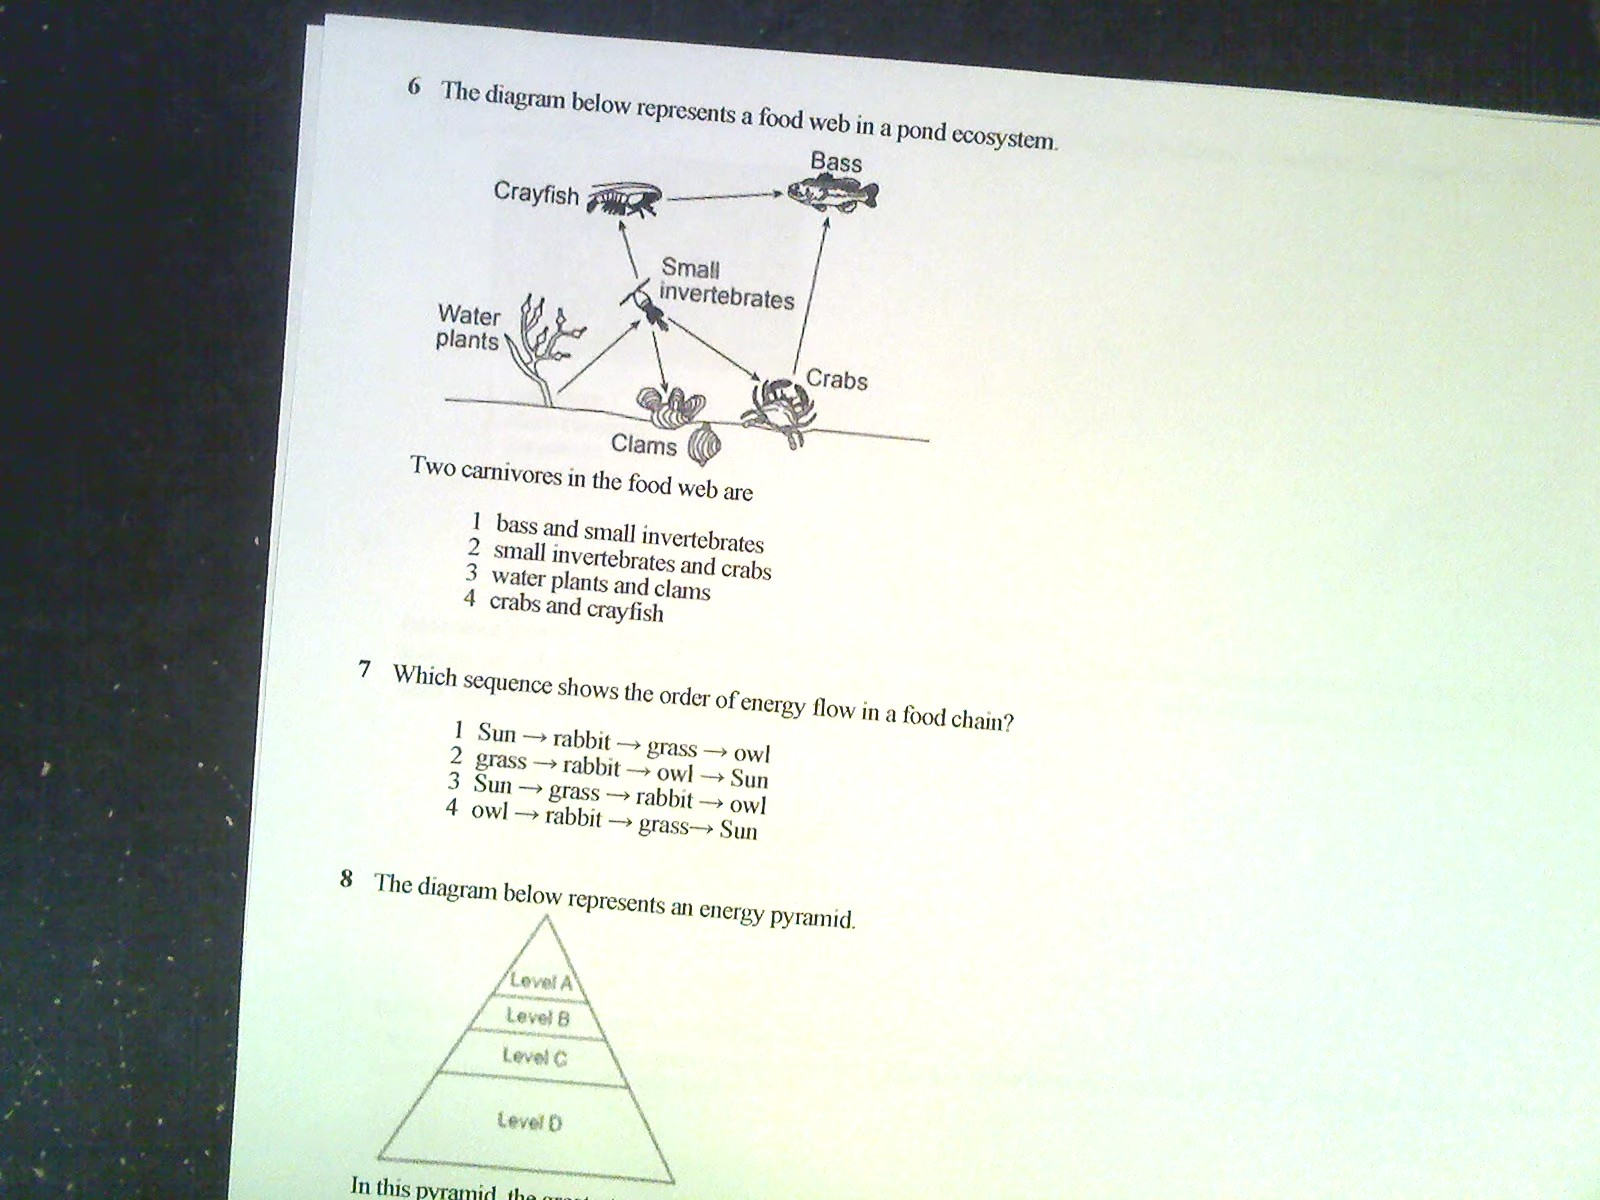 6 The diagram below represents a food web in a pond ecosystem.
Bass
Crayfish
Small
invertebrates
Water
plants
Crabs
Clams
Two carnivores in the food web are
1 bass and small invertebrates
2 small invertebrates and crabs
3 water plants and clams
4 crabs and crayfish
7 Which sequence shows the order of energy flow in a food chain?
1 Sun → rabbit → grass → owl
2 grass → rabbit → owl → Sun
3 Sun → grass → rabbit → owl
4 owl → rabbit → grass→ Sun
8 The diagram below represents an energy pyramid.
Level A
Level B
Level C
Level D
In this pyramid, the